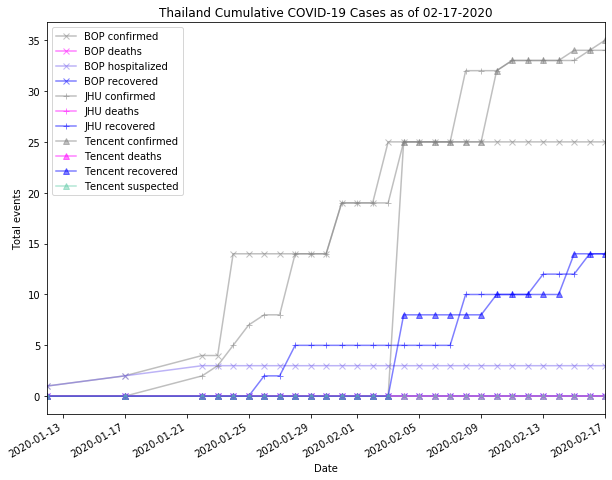 Thailand Cumulative COVID-19 Cases as of 02-17-2020
35
30
25
20
15
10
5
0
Total events
BOP confirmed
BOP deaths
BOP hospitalized
BOP recovered
JHU confirmed
JHU deaths
JHU recovered
Tencent confirmed
Tencent deaths
Tencent recovered
Tencent suspected
2020-01-13
2020-01-17
2020-01-21
2020-01-25
2020-01-29
2020-02-01
2020-02-05
2020-02-09
2020-02-13
2020-02-17
Date